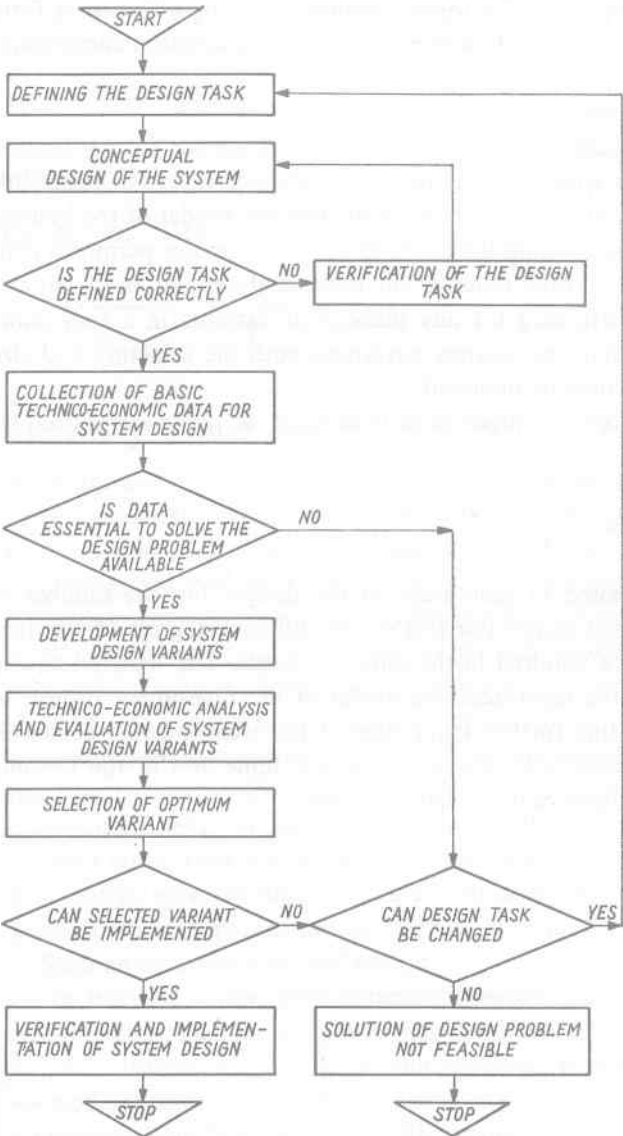 START
DEFINING THE DESIGN TASK
CONCEPTUAL
DESIGN OF THE SYSTEM
IS THE DESIGN TASK
DEFINED CORRECTLY
NO
VERIFICATION OF THE DESIGN
TASK
YES
COLLECTION OF BASIC
TECHNICO-ECONOMIC DATA FOR
SYSTEM DESIGN
IS DATA
ESSENTIAL TO SOLVE THE
DESIGN PROBLEM
AVAILABLE
NO
YES
DEVELOPMENT OF SYSTEM
DESIGN VARIANTS
TECHNICO-ECONOMIC ANALYSIS
AND EVALUATION OF SYSTEM
DESIGN VARIANTS
SELECTION OF OPTIMUM
VARIANT
CAN SELECTED VARIANT
BE IMPLEMENTED
NO
CAN DESIGN TASK
BE CHANGED
YES
YES
NO
VERIFICATION AND IMPLEMEN-
TATION OF SYSTEM DESIGN
SOLUTION OF DESIGN PROBLEM
NOT FEASIBLE
STOP
STOP